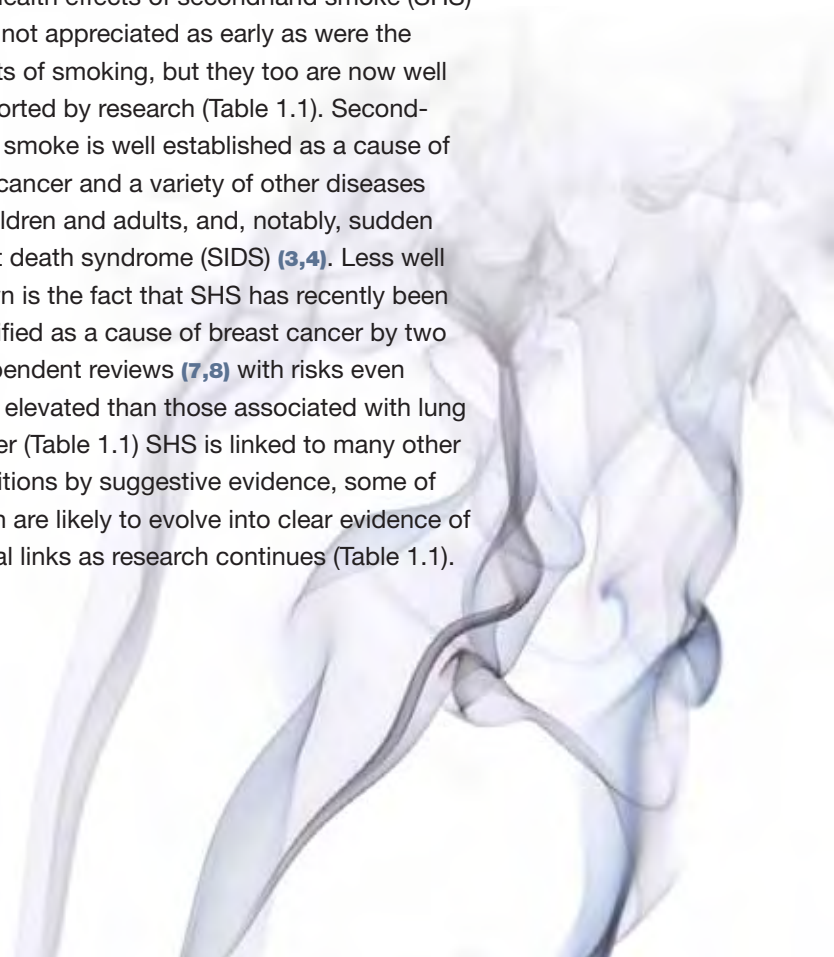 health effects of secondhand smoke (SHS)
not appreciated as early as were the
ts of smoking, but they too are now well
orted by research (Table 1.1). Second-
smoke is well established as a cause of
cancer and a variety of other diseases
ldren and adults, and, notably, sudden
t death syndrome (SIDS) (3,4). Less well
n is the fact that SHS has recently been
ified as a cause of breast cancer by two
pendent reviews (7,8) with risks even
elevated than those associated with lung
er (Table 1.1) SHS is linked to many other
itions by suggestive evidence, some of
h are likely to evolve into clear evidence of
al links as research continues (Table 1.1).